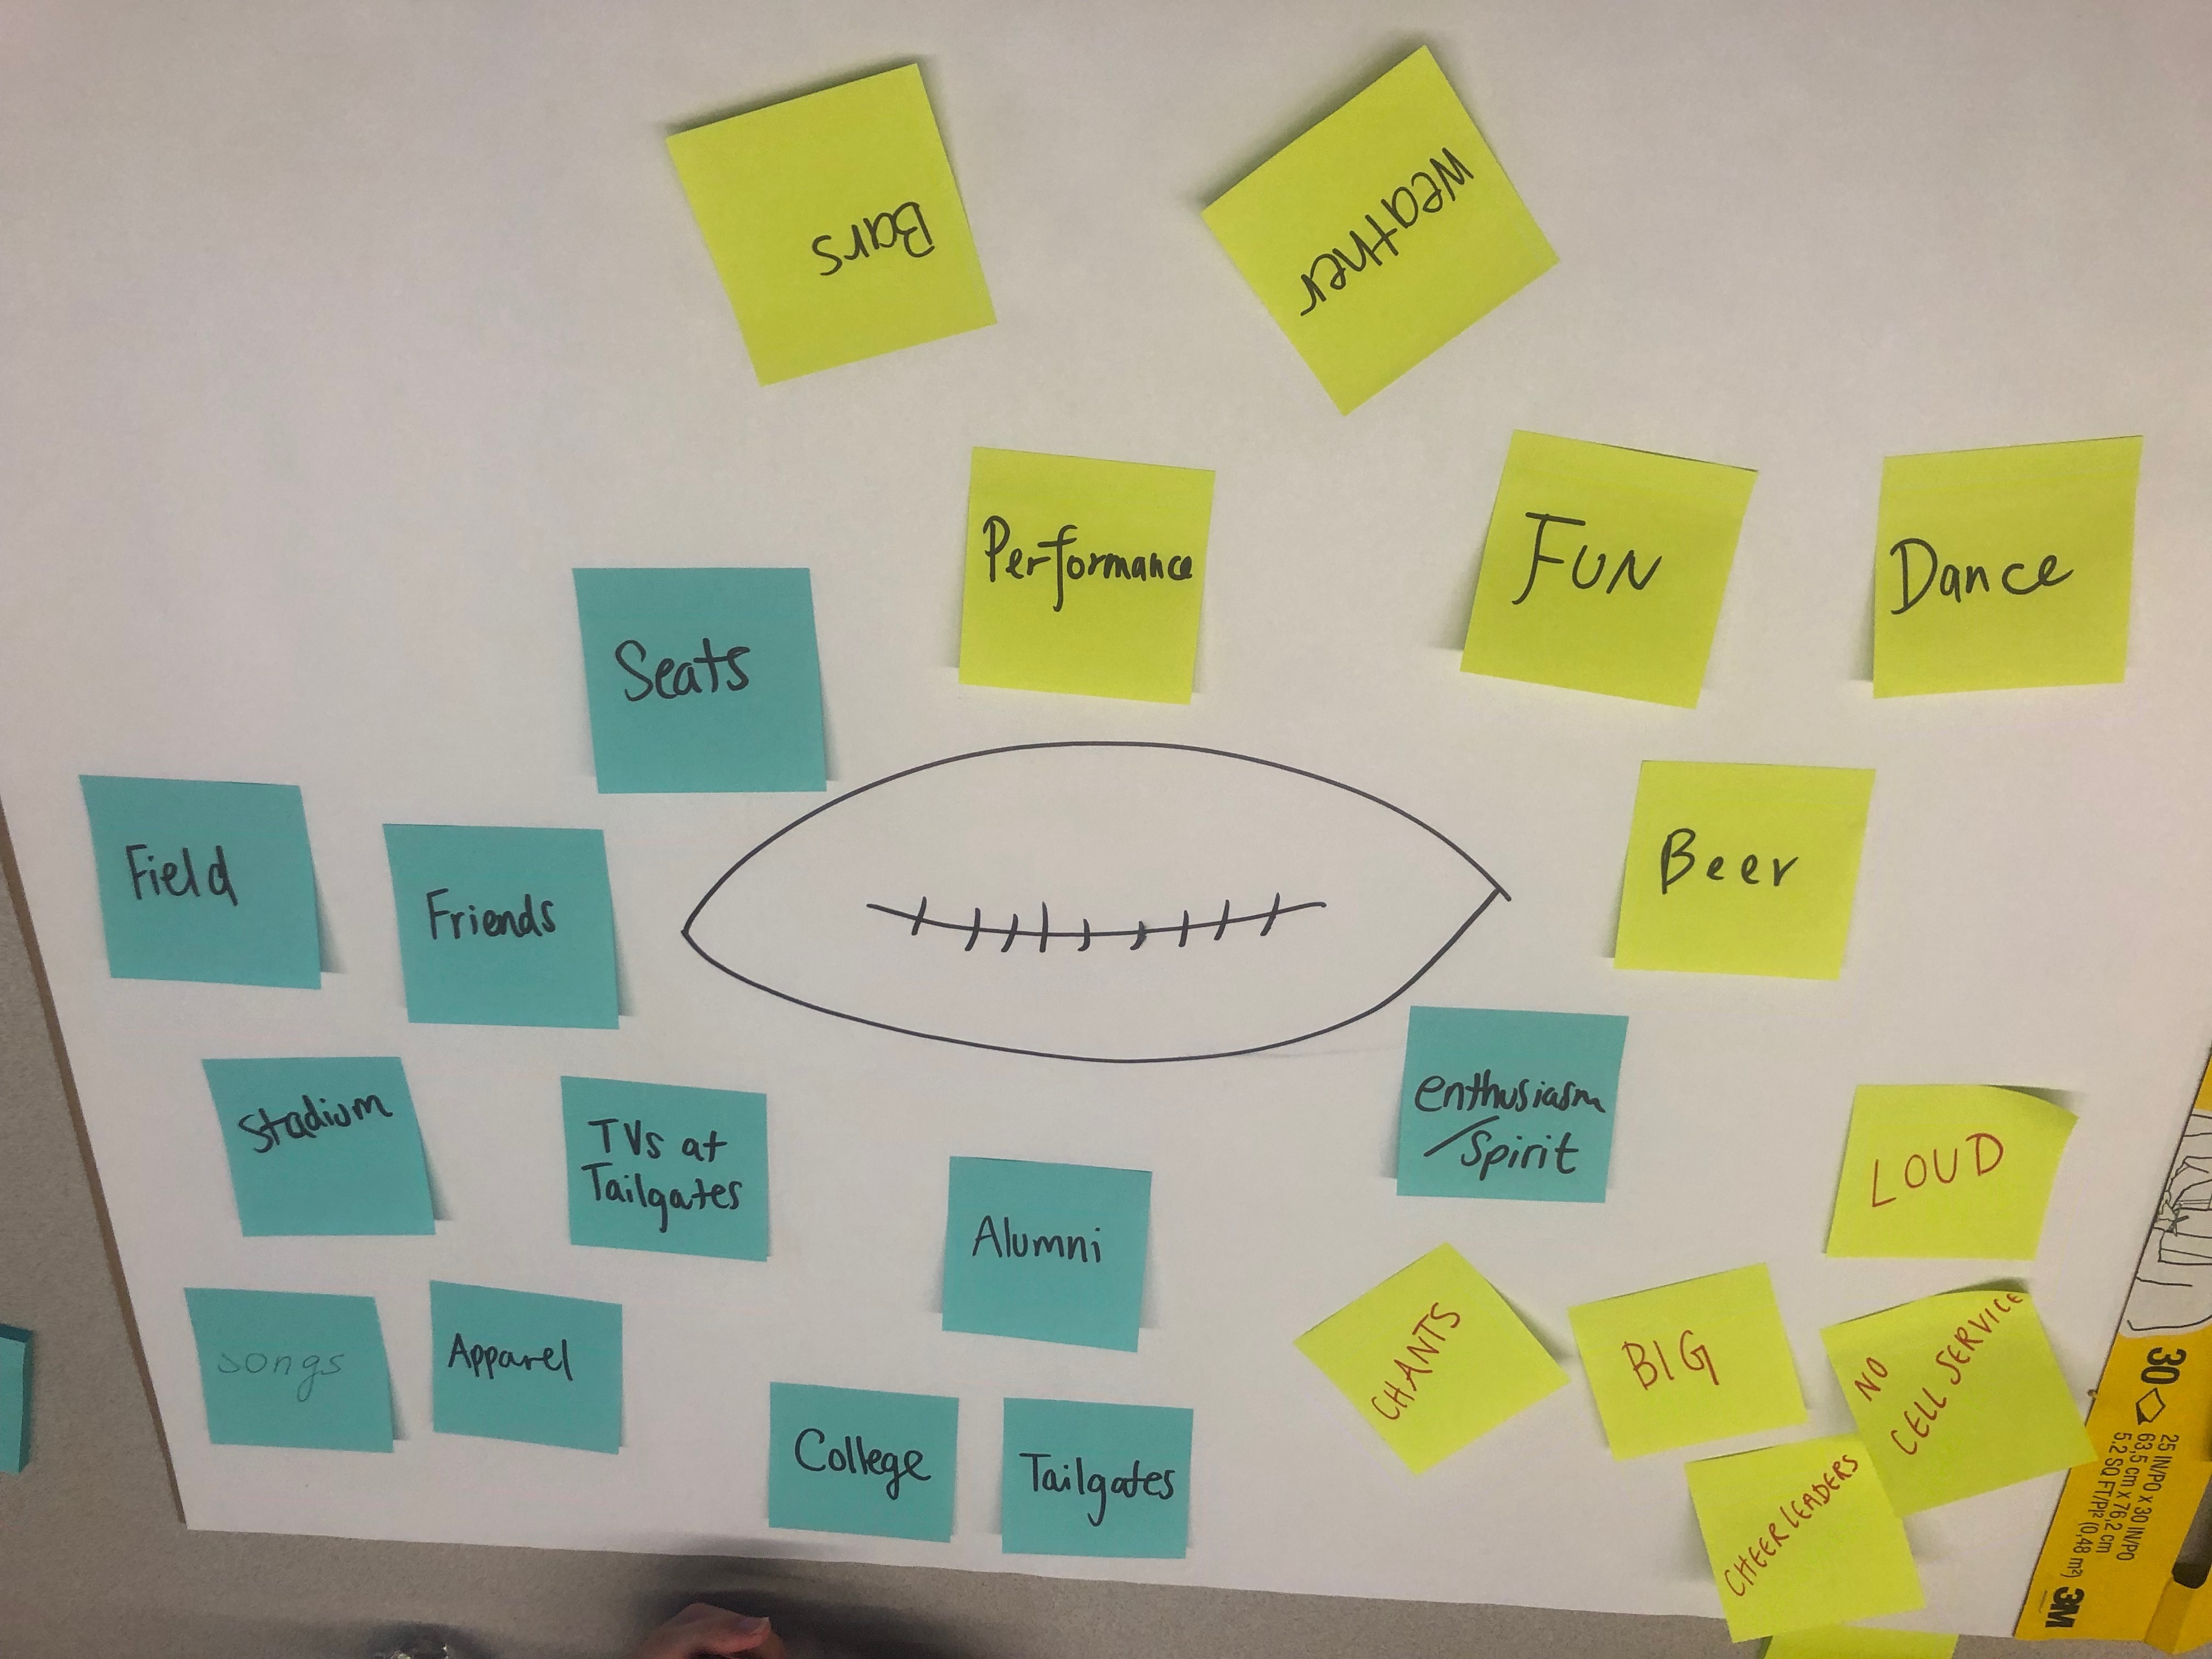 Bars
Weather
Performance
FUN
Dance
Seats
Field
Friends
Beer
Stadium
TVs at
Tailgates
enthusiasm
/Spirit
LOUD
Alumni
Songs
Apparel
CHANTS
BIG
NO
CELL SERVICE
College
Tailgates
CHEERLEADERS
30
25 IN/PO x 30 IN/PO
63,5 cm x 76,2 cm
5.2 SQ FT/PI² (0,48 m²)
3M